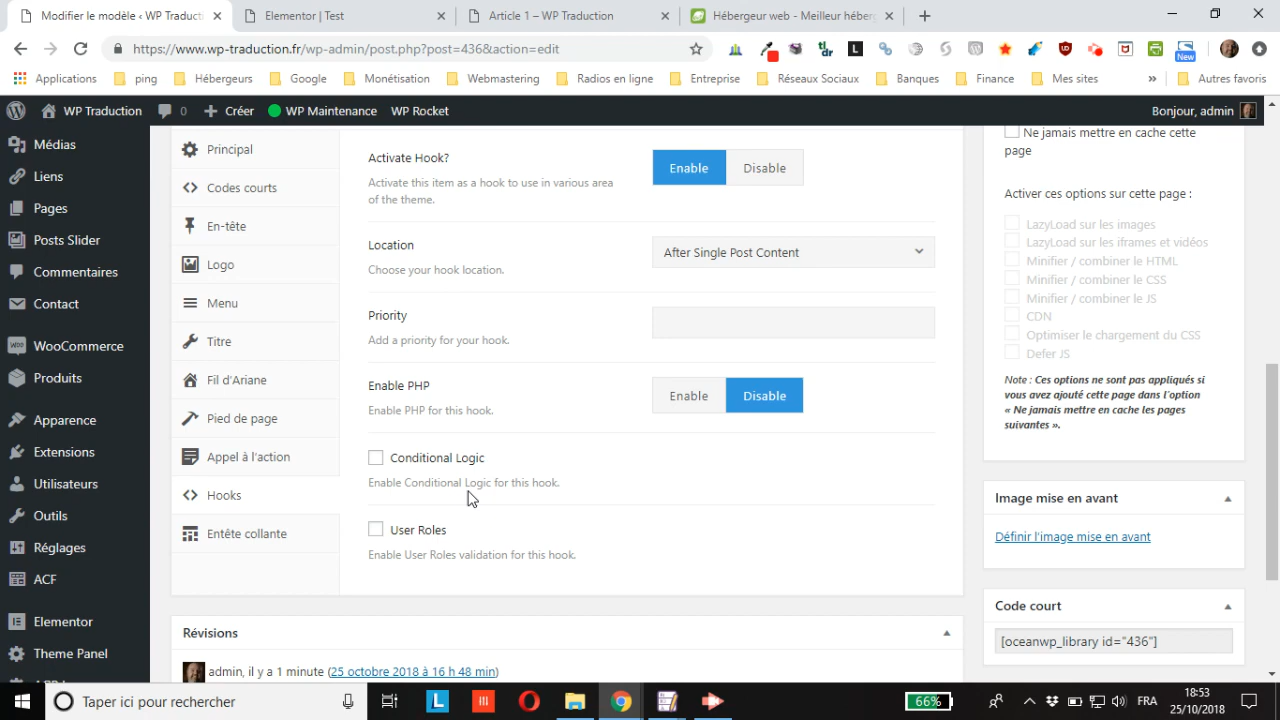 Modifier le modèle ‹ WP Traducti
Elementor | Test
Article 1 – WP Traduction
Hébergeur web - Meilleur héberg
https://www.wp-traduction.fr/wp-admin/post.php?post=436&action=edit
tldr
L
New
Applications
ping
Hébergeurs
Google
Monétisation
Webmastering
Radios en ligne
Entreprise
Réseaux Sociaux
Banques
Finance
Mes sites
»
Autres favoris
WP Traduction
0
Créer
WP Maintenance
WP Rocket
Bonjour, admin
Médias
Liens
Pages
Posts Slider
Commentaires
Contact
WooCommerce
Produits
Apparence
Extensions
Utilisateurs
Outils
Réglages
ACF
Elementor
Theme Panel
Principal
Codes courts
En-tête
Logo
Menu
Titre
Fil d'Ariane
Pied de page
Appel à l'action
Hooks
Entête collante
Activate Hook?
Activate this item as a hook to use in various area
of the theme.
Enable
Disable
Location
Choose your hook location.
After Single Post Content
Priority
Add a priority for your hook.
Enable PHP
Enable PHP for this hook.
Enable
Disable
Conditional Logic
Enable Conditional Logic for this hook.
User Roles
Enable User Roles validation for this hook.
Révisions
admin, il y a 1 minute (25 octobre 2018 à 16 h 48 min)
Ne jamais mettre en cache cette
page
Activer ces options sur cette page :
LazyLoad sur les images
LazyLoad sur les iframes et vidéos
Minifier / combiner le HTML
Minifier / combiner le CSS
Minifier / combiner le JS
CDN
Optimiser le chargement du CSS
Defer JS
Note : Ces options ne sont pas appliqués si
vous avez ajouté cette page dans l'option
« Ne jamais mettre en cache les pages
suivantes ».
Image mise en avant
Définir l'image mise en avant
Code court
[oceanwp_library id="436"]
Taper ici pour rechercher
L
66%
FRA
18:53
25/10/2018